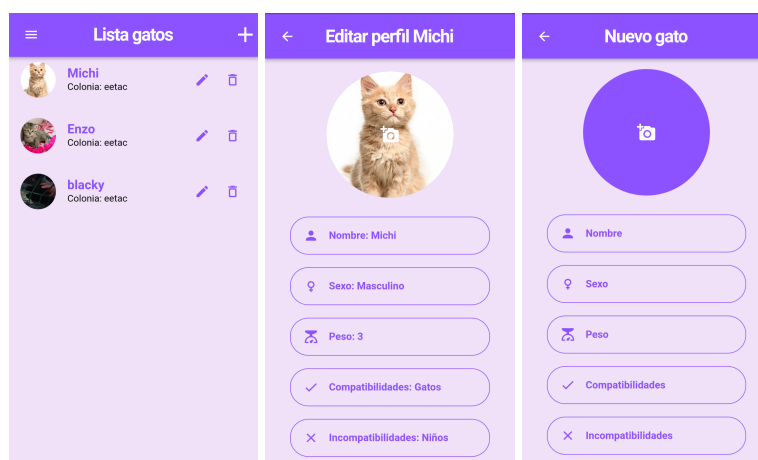 Lista gatos
Michi
Colonia: eetac
Enzo
Colonia: eetac
blacky
Colonia: eetac
Editar perfil Michi
Nombre: Michi
Sexo: Masculino
Peso: 3
Compatibilidades: Gatos
Incompatibilidades: Niños
Nuevo gato
Nombre
Sexo
Peso
Compatibilidades
Incompatibilidades